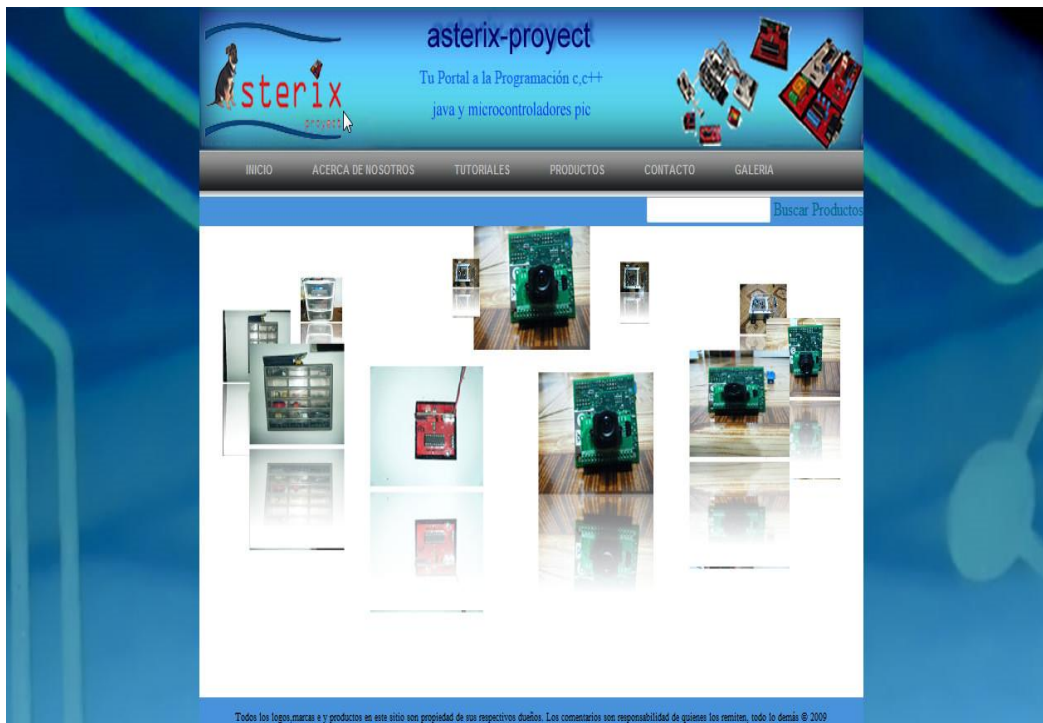 sterix
proyect
asterix-proyect
Tu Portal a la Programación c,c++
java y microcontroladores pic
INICIO ACERCA DE NOSOTROS TUTORIALES PRODUCTOS CONTACTO GALERIA
Buscar Productos
Todos los logos,marcas e y productos en este sitio son propiedad de sus respectivos dueños. Los comentarios son responsabilidad de quienes los remiten, todo lo demás © 2009